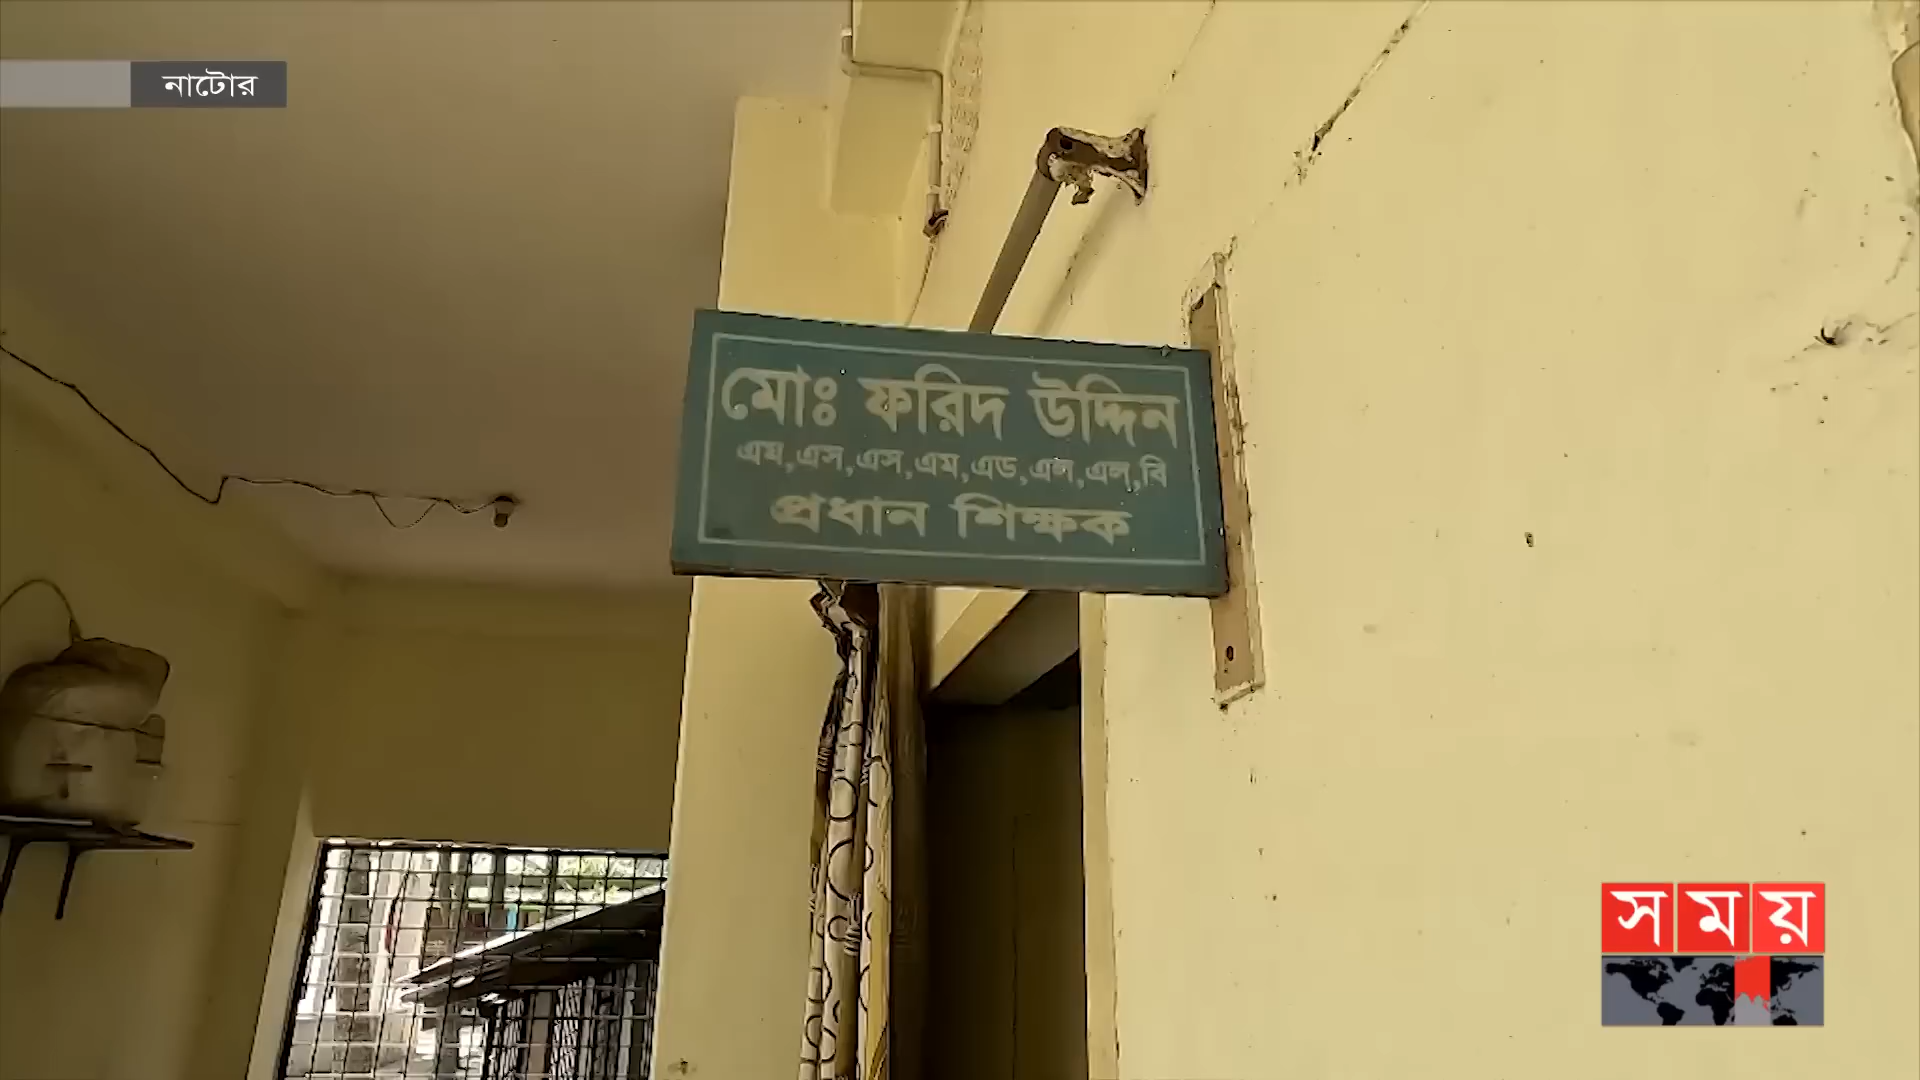 নাটোর
মোঃ ফরিদ উদ্দিন
এম,এস,এস,এম,এড,এল,এল,বি
প্রধান শিক্ষক
সময়